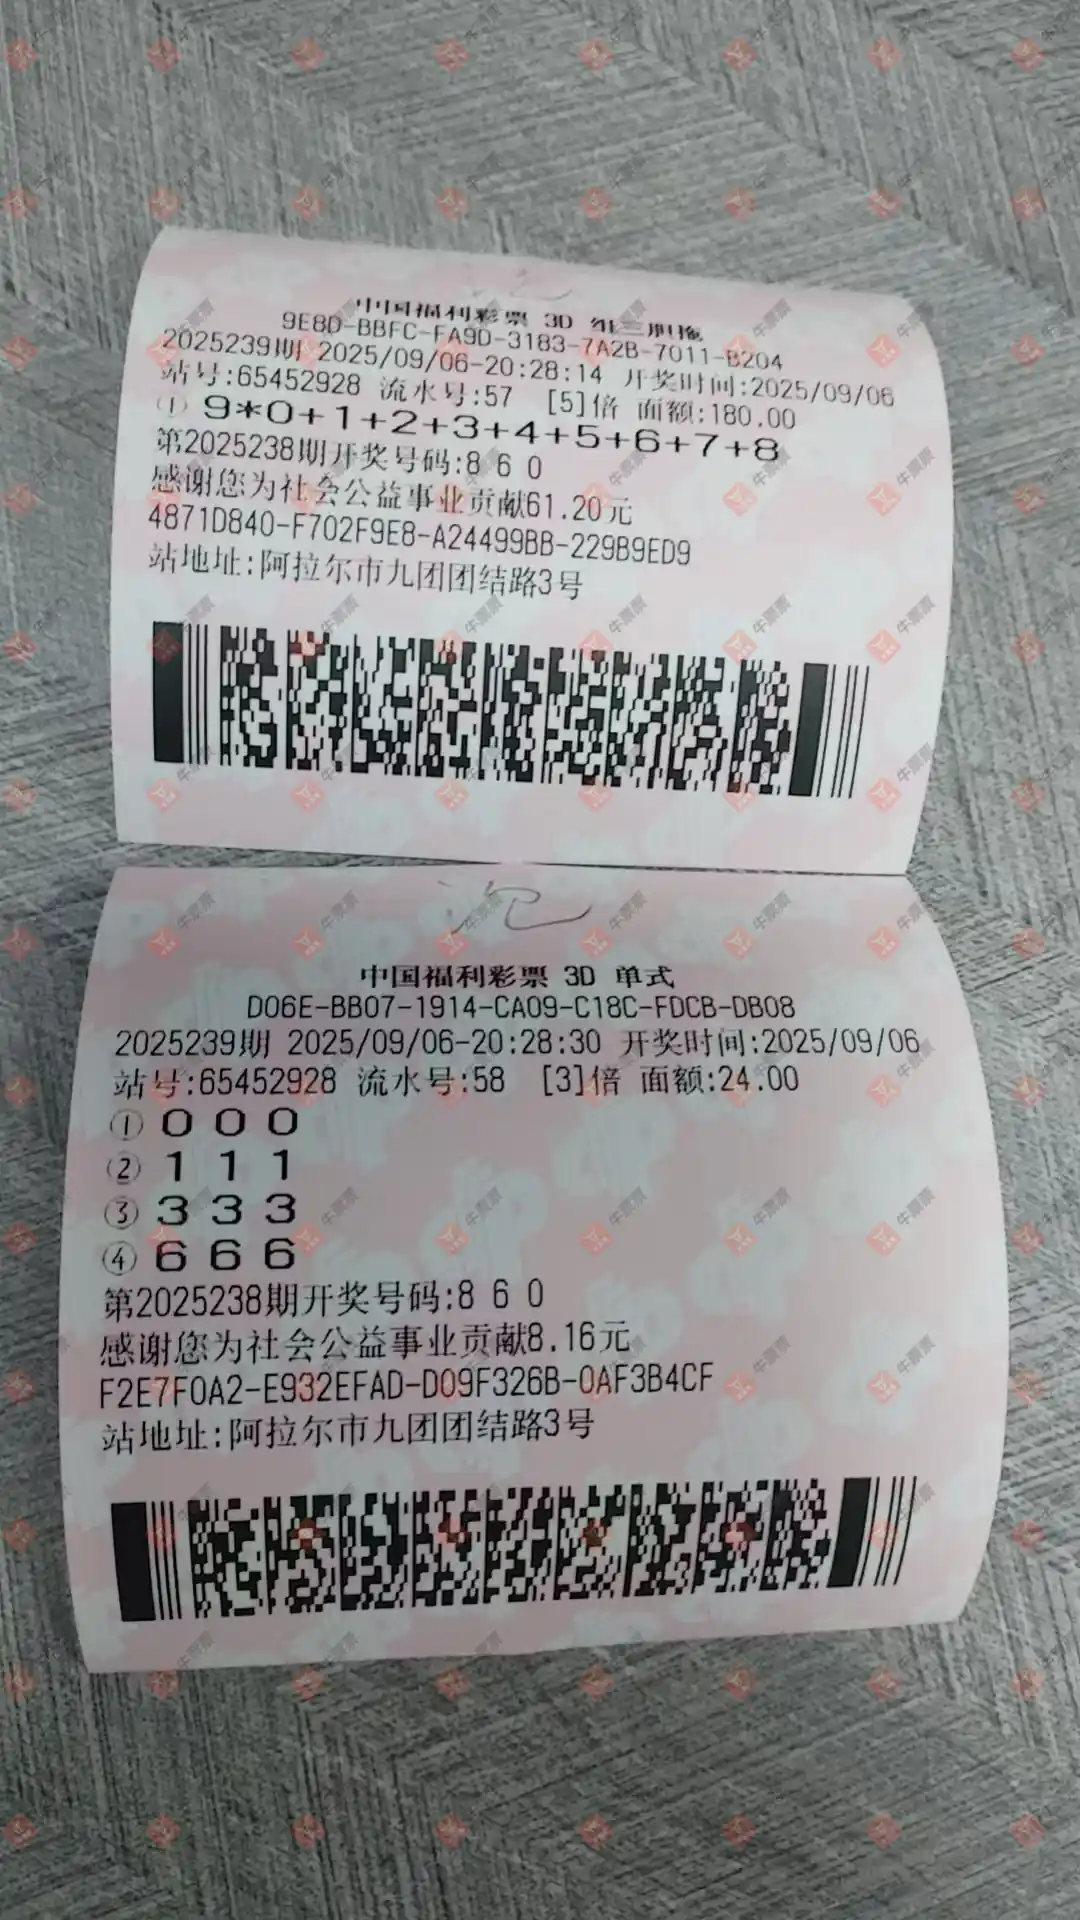 中国福利彩票 3D 组三胆拖
9E8D-BBFC-FA9D-3183-7A2B-7011-B204
2025239期 2025/09/06-20:28:14 开奖时间:2025/09/06
站号:65452928 流水号:57 [5]倍 面额:180.00
① 9*0+1+2+3+4+5+6+7+8
第2025238期开奖号码:8 6 0
感谢您为社会公益事业贡献61.20元
4871D840-F702F9E8-A24499BB-229B9ED9
站地址:阿拉尔市九团团结路3号
中国福利彩票 3D 单式
D06E-BB07-1914-CA09-C18C-FDCB-DB08
2025239期 2025/09/06-20:28:30 开奖时间:2025/09/06
站号:65452928 流水号:58 [3]倍 面额:24.00
① 0 0 0
② 1 1 1
③ 3 3 3
④ 6 6 6
第2025238期开奖号码:8 6 0
感谢您为社会公益事业贡献8.16元
F2E7F0A2-E932EFAD-D09F326B-0AF3B4CF
站地址:阿拉尔市九团团结路3号
牛票票